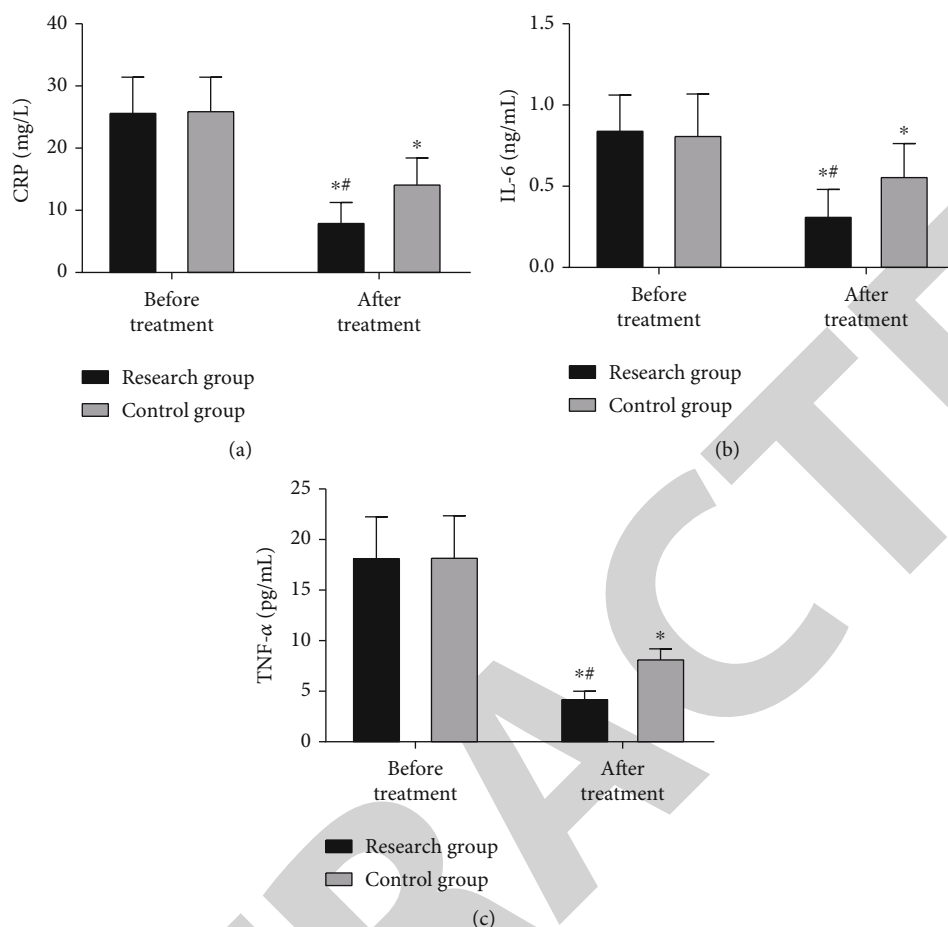 40
30
20
10
0
CRP (mg/L)
*#
*
Before
treatment
After
treatment
Research group
Control group
(a)
1.5
1.0
0.5
0.0
IL-6 (ng/mL)
*#
*
Before
treatment
After
treatment
Research group
Control group
(b)
25
20
15
10
5
0
TNF-α (pg/mL)
*#
*
Before
treatment
After
treatment
Research group
Control group
(c)
RACTE